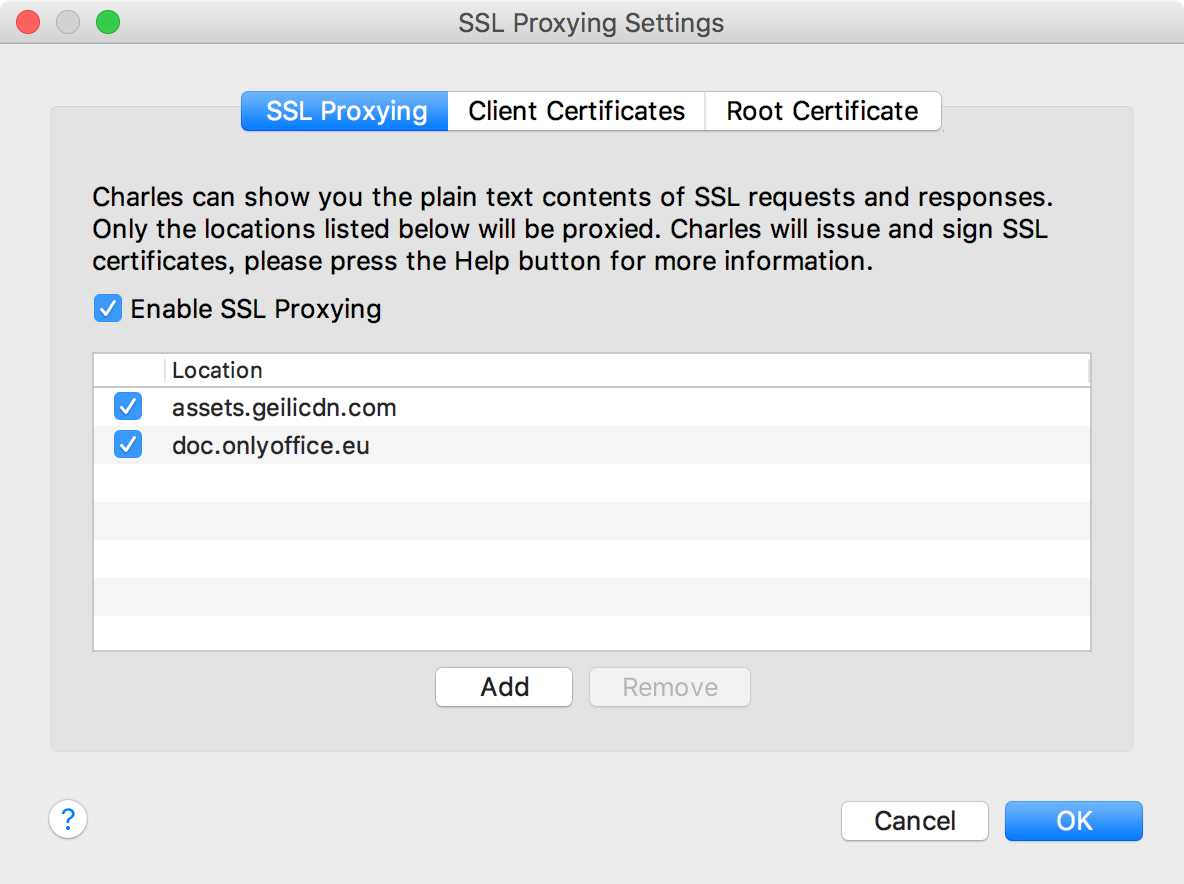 SSL Proxying Settings
SSL Proxying
Client Certificates
Root Certificate
Charles can show you the plain text contents of SSL requests and responses.
Only the locations listed below will be proxied. Charles will issue and sign SSL
certificates, please press the Help button for more information.
Enable SSL Proxying
Location
assets.geilicdn.com
doc.onlyoffice.eu
Add
Remove
?
Cancel
OK